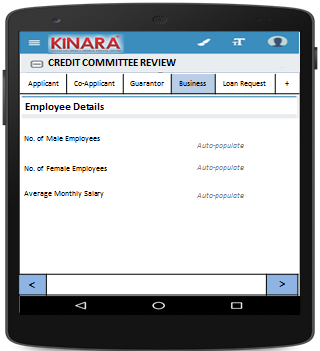 KINARA
CREDIT COMMITTEE REVIEW
Applicant Co-Applicant Guarantor Business Loan Request +
Employee Details
No. of Male Employees Auto-populate
No. of Female Employees Auto-populate
Average Monthly Salary Auto-populate
< >